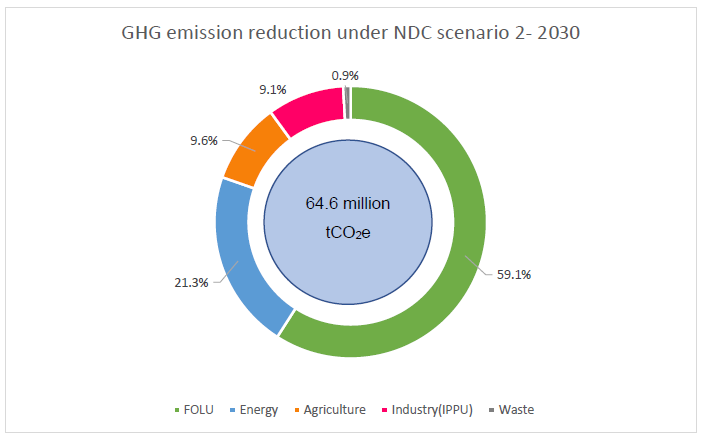 GHG emission reduction under NDC scenario 2- 2030
0.9%
9.1%
9.6%
64.6 million
tCO₂e
59.1%
21.3%
FOLU Energy Agriculture Industry(IPPU) Waste